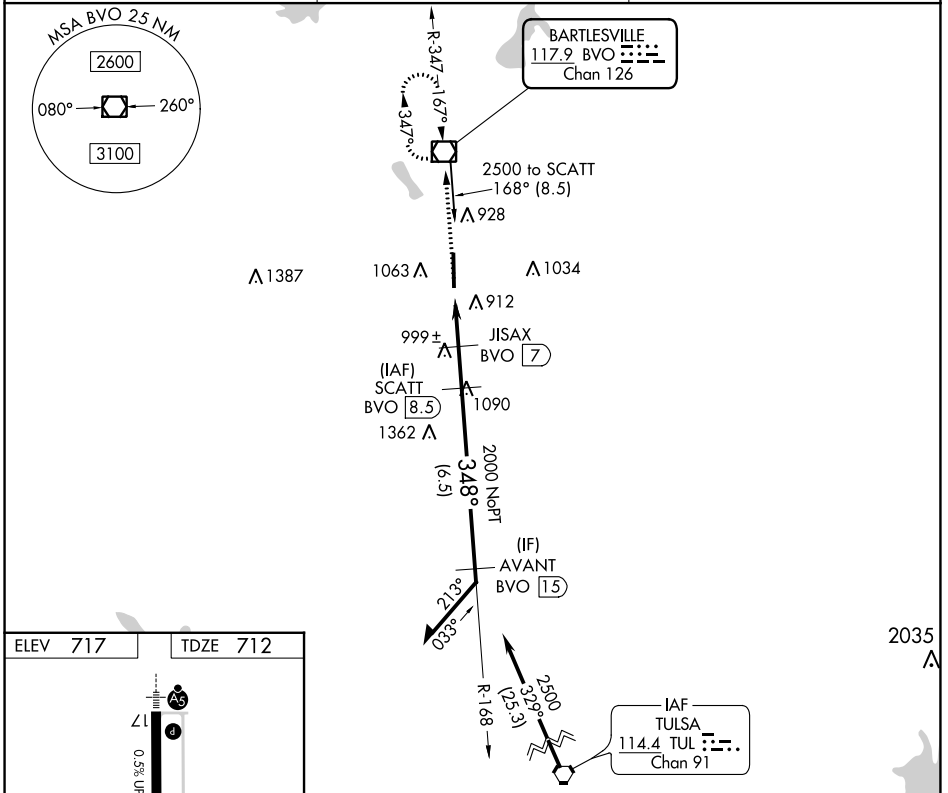 MSA BVO 25 NM
2600
080°
260°
3100
R-347
167°
347°
BARTLESVILLE
117.9 BVO
Chan 126
2500 to SCATT
168° (8.5)
928
1387
1063
1034
912
999±
JISAX
BVO 7
(IAF)
SCATT
BVO 8.5
1090
1362
2000 NoPT
348°
(6.5)
(IF)
AVANT
BVO 15
213°
033°
R-168
2500
329°
(25.3)
IAF
TULSA
114.4 TUL
Chan 91
2035
ELEV 717
TDZE 712
A5
17
P